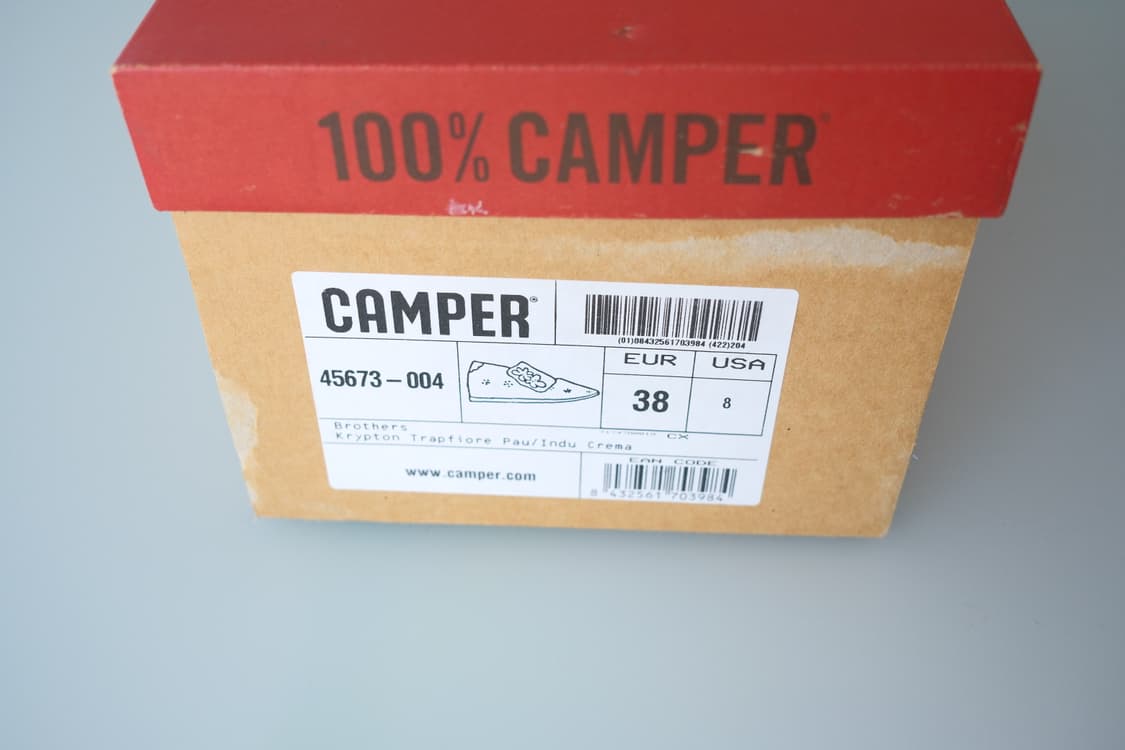 100% CAMPER
CAMPER®
(01)08432561703984 (422)204
EUR
USA
45673-004
38
8
CX
Brothers
Krypton Trapfiore Pau/Indu Crema
www.camper.com
EAN CODE
8 432561 703984